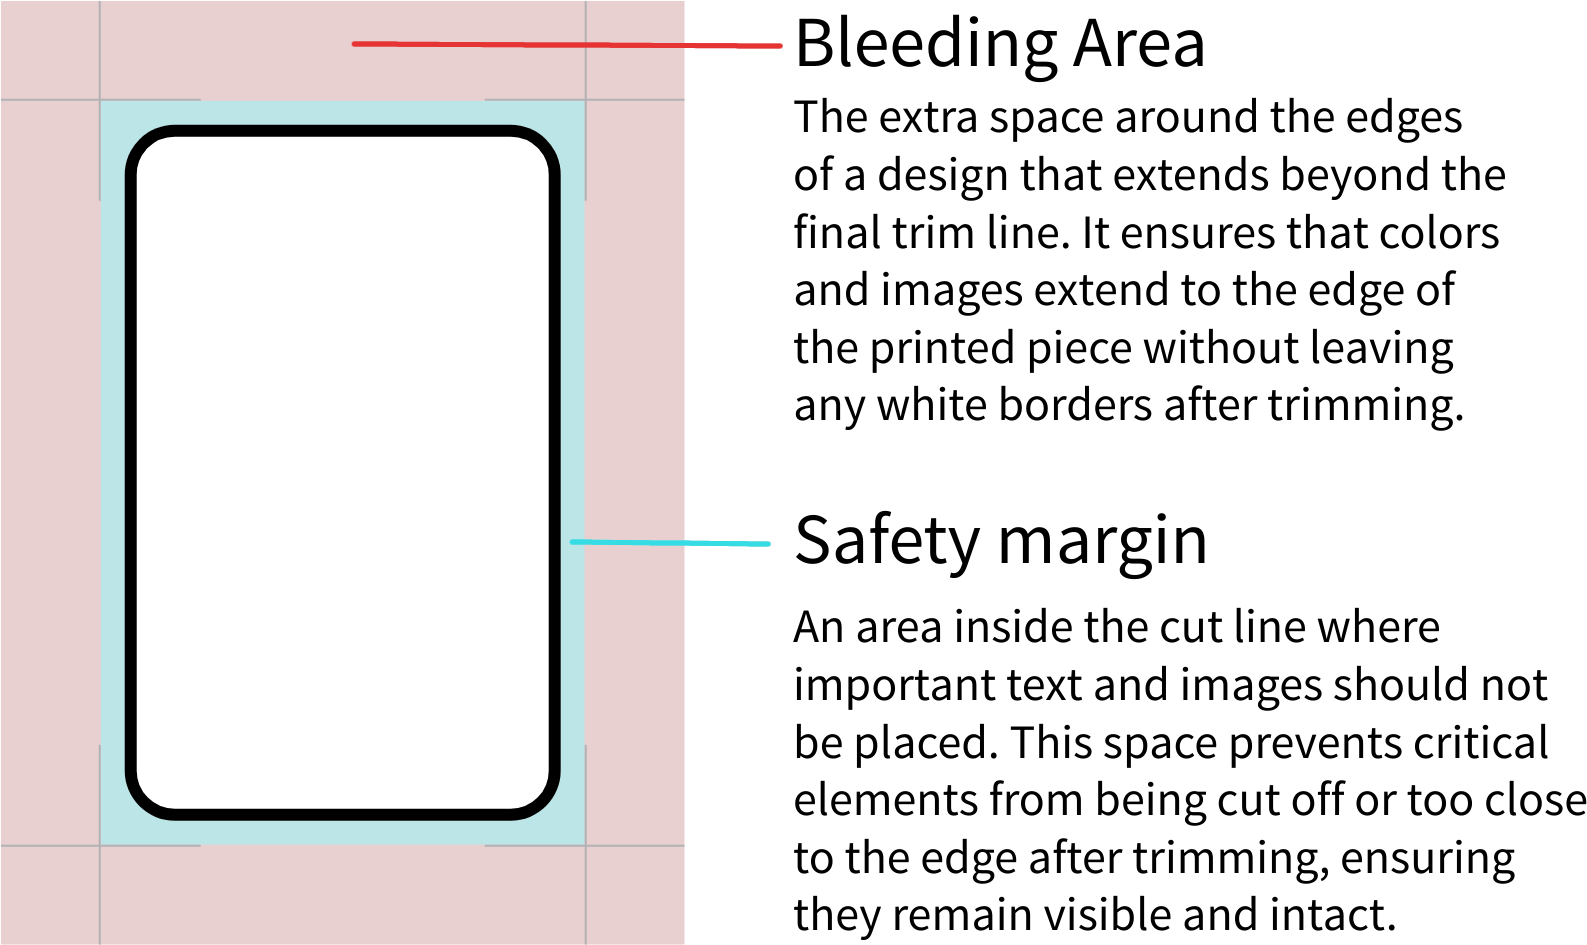 Bleeding Area
The extra space around the edges
of a design that extends beyond the
final trim line. It ensures that colors
and images extend to the edge of
the printed piece without leaving
any white borders after trimming.
Safety margin
An area inside the cut line where
important text and images should not
be placed. This space prevents critical
elements from being cut off or too close
to the edge after trimming, ensuring
they remain visible and intact.